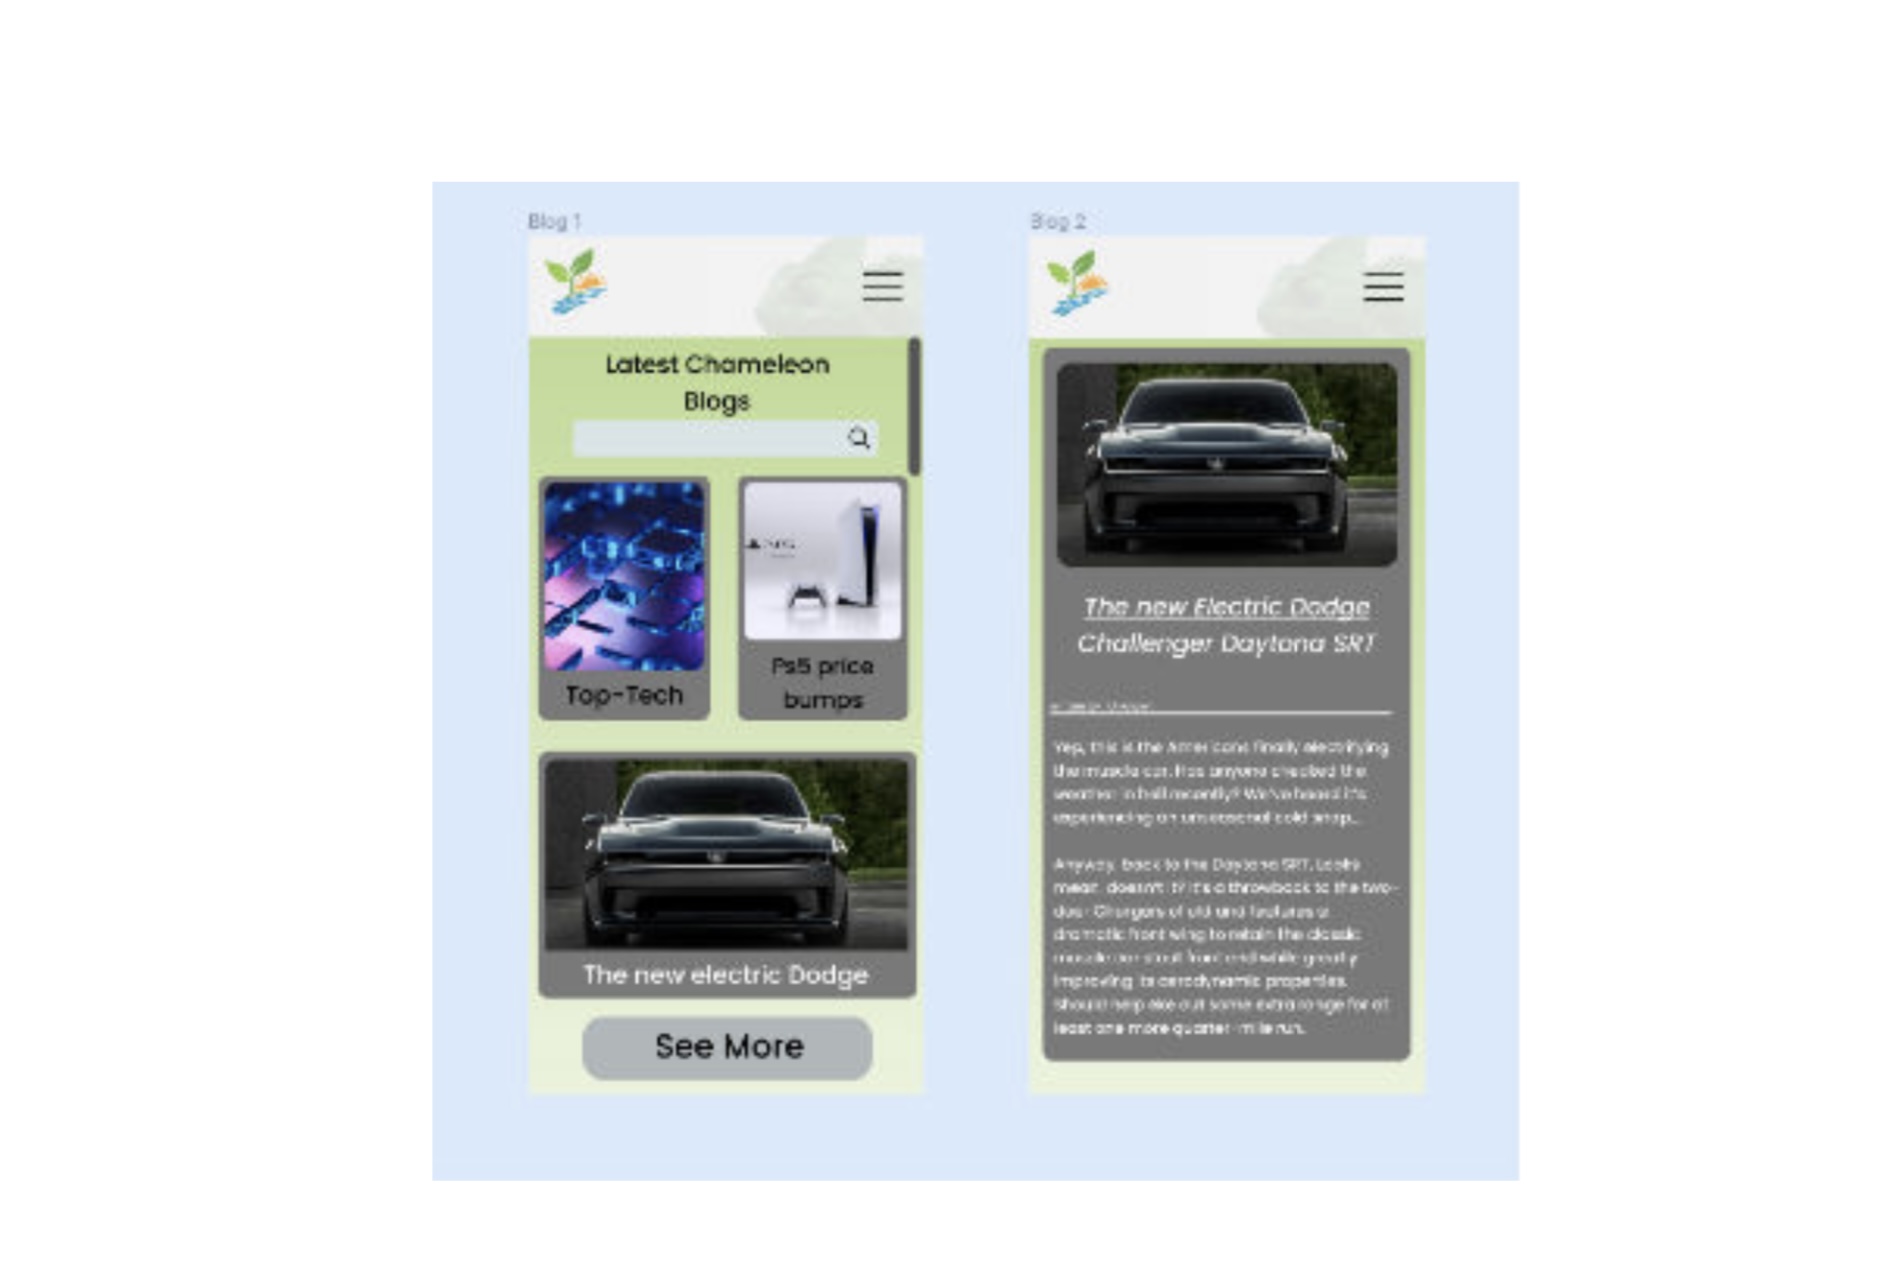 Blog 1
Latest Chameleon
Blogs
Top-Tech
Ps5 price
bumps
The new electric Dodge
See More
Blog 2
The new Electric Dodge
Challenger Daytona SRT
Yep, this is the Americans finally electrifying
the muscle car. Has anyone checked the
weather in hell recently? We've heard it's
experiencing an unseasonal cold snap...
Anyway, back to the Daytona SRT. Looks
mean, doesn't it? It's a throwback to the two-
door Chargers of old and features a
dramatic front wing to retain the classic
muscle car front end while greatly
improving its aerodynamic properties.
Should help eke out some extra range for at
least one more quarter-mile run.